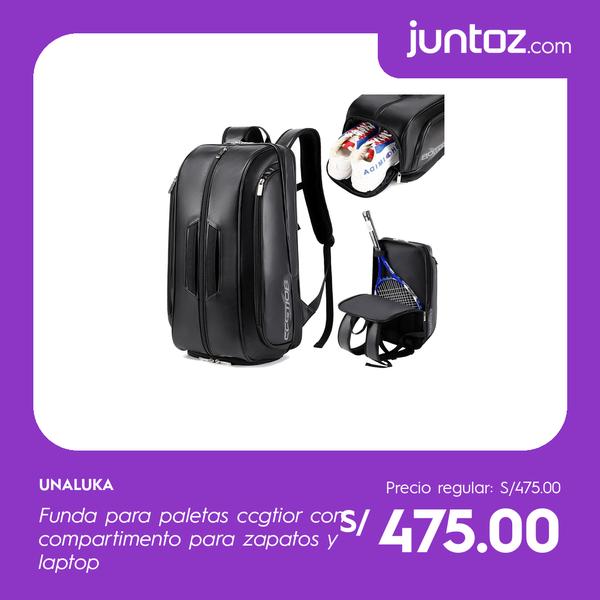 juntoz.com
UNALUKA
Precio regular: S/475.00
Funda para paletas ccgtior con
compartimento para zapatos y
laptop
S/ 475.00